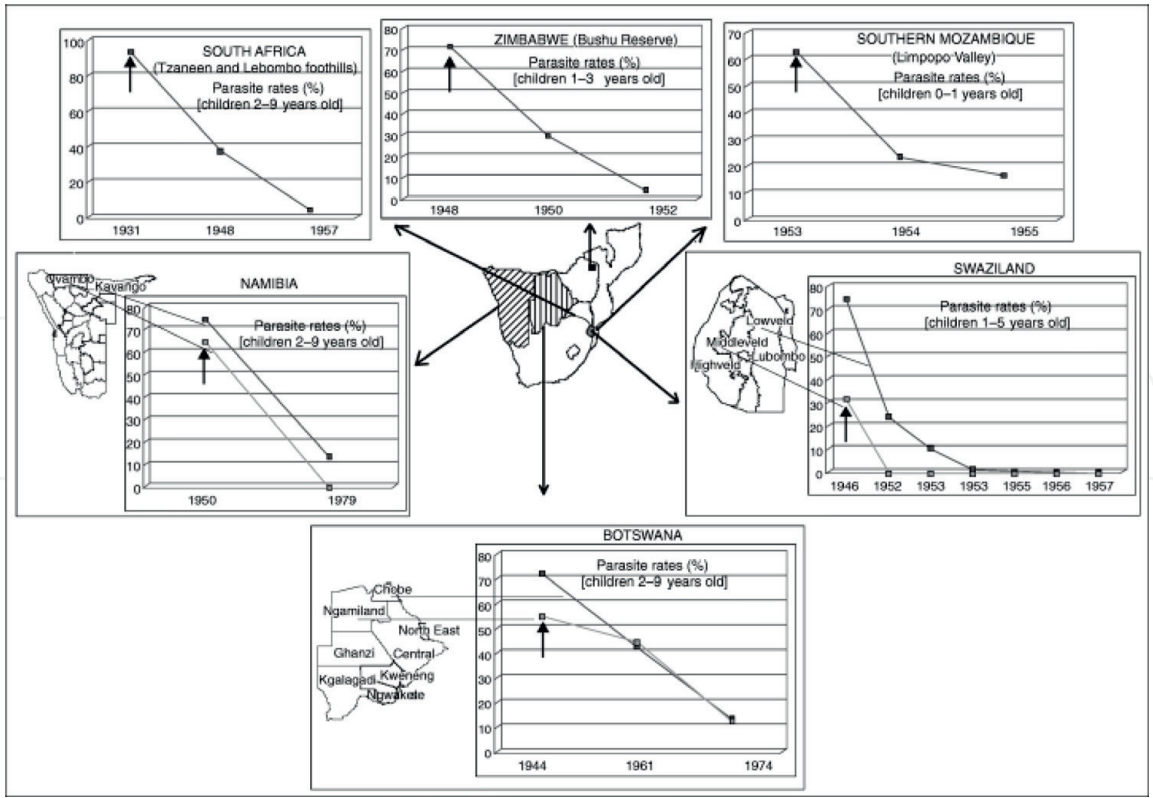 SOUTH AFRICA
(Tzaneen and Lebombo foothills)
Parasite rates (%)
[children 2–9 years old]
100
80
60
40
20
0
1931 1948 1957
ZIMBABWE (Bushu Reserve)
Parasite rates (%)
[children 1–3 years old]
80
70
60
50
40
30
20
10
0
1948 1950 1952
SOUTHERN MOZAMBIQUE
(Limpopo Valley)
Parasite rates (%)
[children 0–1 years old]
70
60
50
40
30
20
10
0
1953 1954 1955
NAMIBIA
Ovambo
Kavango
Parasite rates (%)
[children 2–9 years old]
80
70
60
50
40
30
20
10
0
1950 1979
SWAZILAND
Parasite rates (%)
[children 1–5 years old]
Lowveld
Middleveld
Lubombo
Highveld
80
70
60
50
40
30
20
10
0
1946 1952 1953 1953 1955 1956 1957
BOTSWANA
Parasite rates (%)
[children 2–9 years old]
Chobe
Ngamiland
North East
Ghanzi Central
Kweneng
Kgalagadi
80
70
60
50
40
30
20
10
0
1944 1961 1974